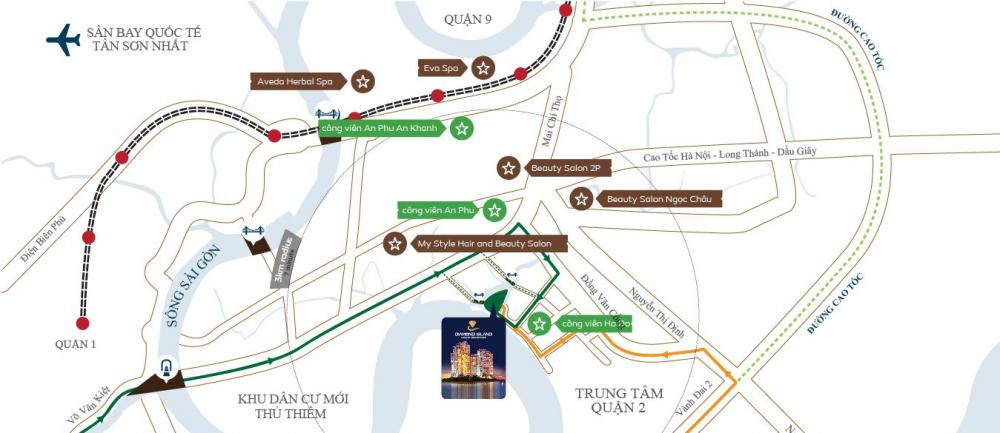 SÂN BAY QUỐC TẾ
TÂN SƠN NHẤT
QUẬN 9
ĐƯỜNG CAO TỐC
Eva Spa
Aveda Herbal Spa
công viên An Phu An Khanh
Mai Chí Thọ
Cao Tốc Hà Nội - Long Thành - Dầu Giây
Beauty Salon 2P
Beauty Salon Ngọc Châu
công viên An Phu
My Style Hair and Beauty Salon
Điện Biên Phủ
3km radius
SÔNG SÀI GÒN
Đồng Văn
Nguyễn Thị Định
ĐƯỜNG CAO TỐC
công viên Ha Do
DIAMOND ISLAND
QUẬN 1
Võ Văn Kiệt
KHU DÂN CƯ MỚI
THỦ THIÊM
TRUNG TÂM
QUẬN 2
Vành Đai 2
N